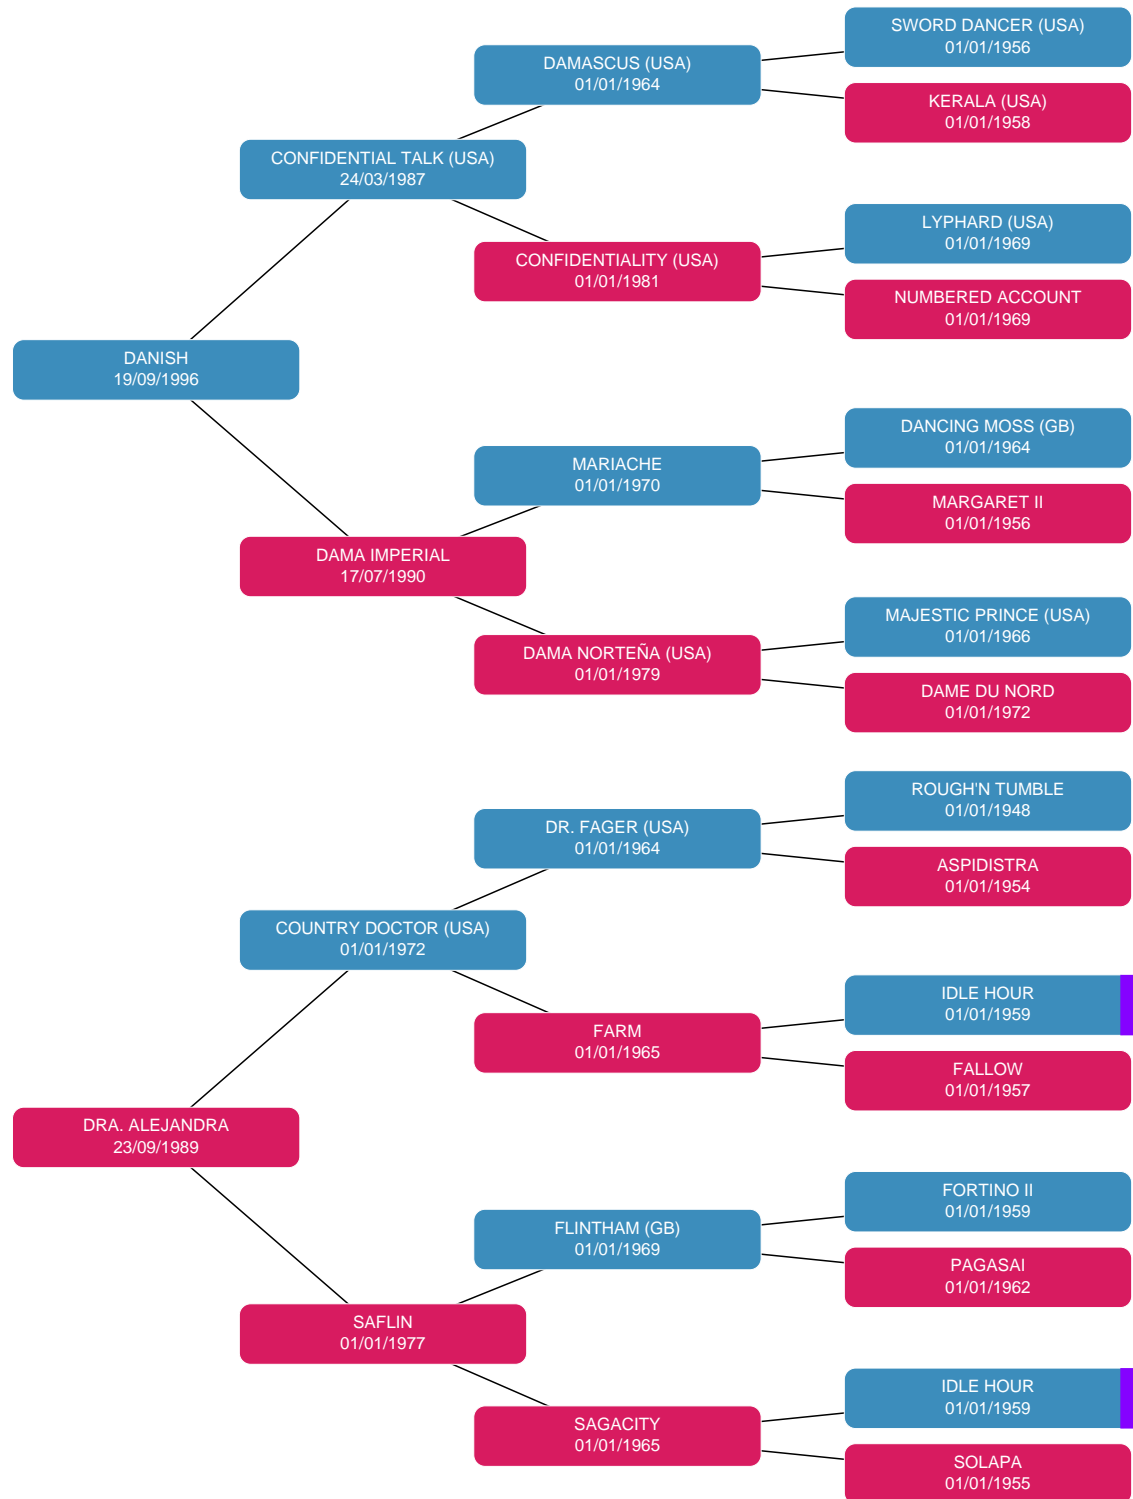 SWORD DANCER (USA)
01/01/1956
DAMASCUS (USA)
01/01/1964
KERALA (USA)
01/01/1958
CONFIDENTIAL TALK (USA)
24/03/1987
LYPHARD (USA)
01/01/1969
CONFIDENTIALITY (USA)
01/01/1981
NUMBERED ACCOUNT
01/01/1969
DANISH
19/09/1996
DANCING MOSS (GB)
01/01/1964
MARIACHE
01/01/1970
MARGARET II
01/01/1956
DAMA IMPERIAL
17/07/1990
MAJESTIC PRINCE (USA)
01/01/1966
DAMA NORTEÑA (USA)
01/01/1979
DAME DU NORD
01/01/1972
ROUGH'N TUMBLE
01/01/1948
DR. FAGER (USA)
01/01/1964
ASPIDISTRA
01/01/1954
COUNTRY DOCTOR (USA)
01/01/1972
IDLE HOUR
01/01/1959
FARM
01/01/1965
FALLOW
01/01/1957
DRA. ALEJANDRA
23/09/1989
FORTINO II
01/01/1959
FLINTHAM (GB)
01/01/1969
PAGASAI
01/01/1962
SAFLIN
01/01/1977
IDLE HOUR
01/01/1959
SAGACITY
01/01/1965
SOLAPA
01/01/1955